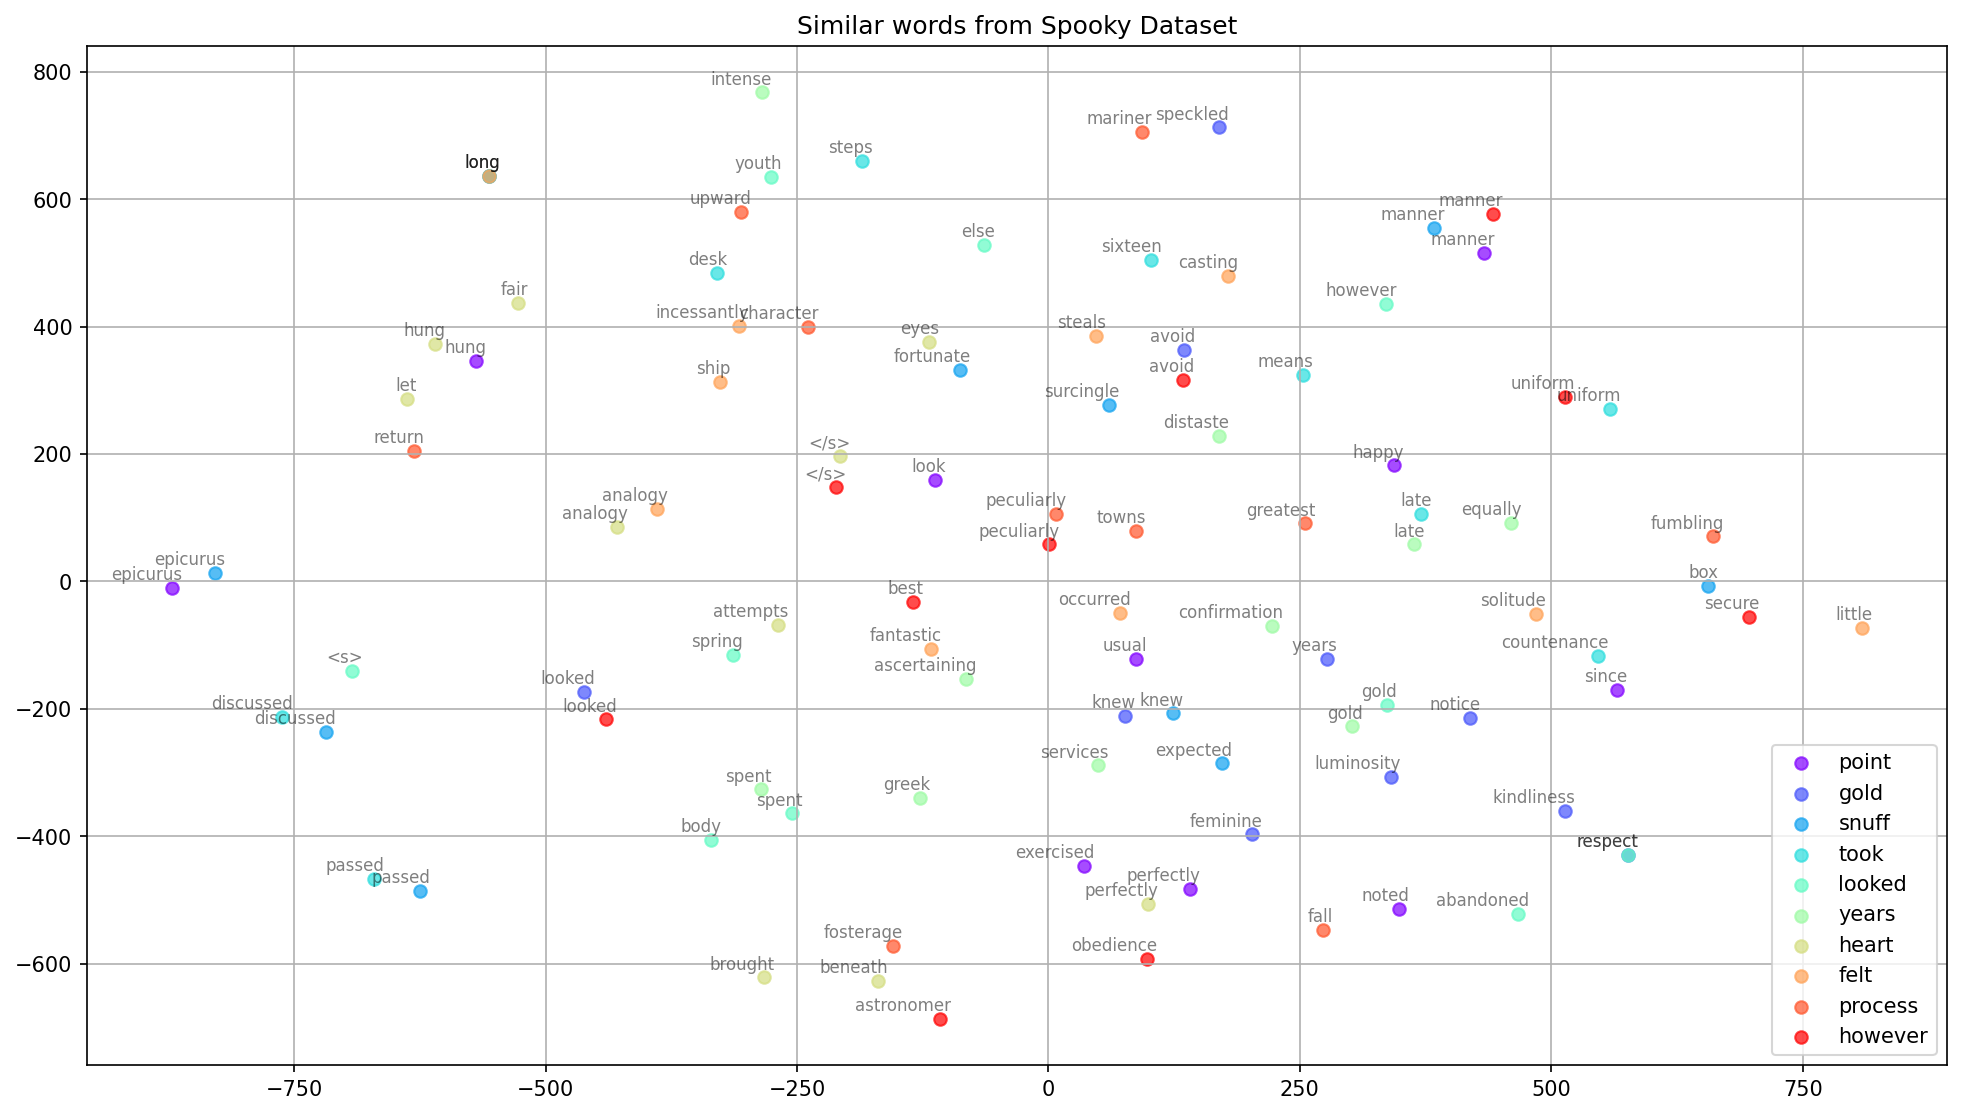 Similar words from Spooky Dataset
800
intense
mariner
speckled
steps
long
youth
600
upward
manner
manner
manner
else
sixteen
desk
casting
fair
however
400
incessantly
character
hung
eyes
steals
avoid
hung
fortunate
ship
means
avoid
let
surcingle
uniform
uniform
distaste
return
200
</s>
happy
</s>
look
analogy
peculiarly
late
analogy
towns
greatest
equally
peculiarly
late
fumbling
epicurus
epicurus
0
box
best
attempts
occurred
confirmation
solitude
secure
little
spring
fantastic
usual
years
countenance
<s>
ascertaining
looked
since
discussed
gold
looked
knew
knew
notice
discussed
gold
−200
services
expected
luminosity
spent
greek
kindliness
spent
body
feminine
respect
−400
exercised
passed
perfectly
passed
perfectly
noted
abandoned
fall
fosterage
obedience
brought
beneath
−600
astronomer
point
gold
snuff
took
looked
years
heart
felt
process
however
−750
−500
−250
0
250
500
750